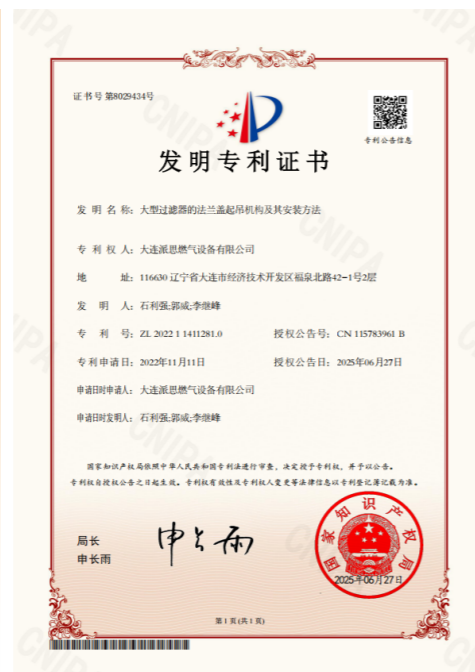 证书号 第8029434号
专利公告信息
发明专利证书
发明名称：大型过滤器的法兰盖起吊机构及其安装方法
专利权人：大连派思燃气设备有限公司
地址：116630 辽宁省大连市经济技术开发区福泉北路42-1号2层
发明人：石利强;郭威;李继峰
专利号：ZL 2022 1 1411281.0 授权公告号：CN 115783961 B
专利申请日：2022年11月11日 授权公告日：2025年06月27日
申请日时申请人：大连派思燃气设备有限公司
申请日时发明人：石利强;郭威;李继峰
国家知识产权局依照中华人民共和国专利法进行审查，决定授予专利权，并予以公告。
专利权自授权公告之日起生效。专利权有效性及专利权人变更等法律信息以专利登记簿记载为准。
局长
申长雨
申长雨
国家知识产权局
2025年06月27日
第1页(共1页)
CNIPA